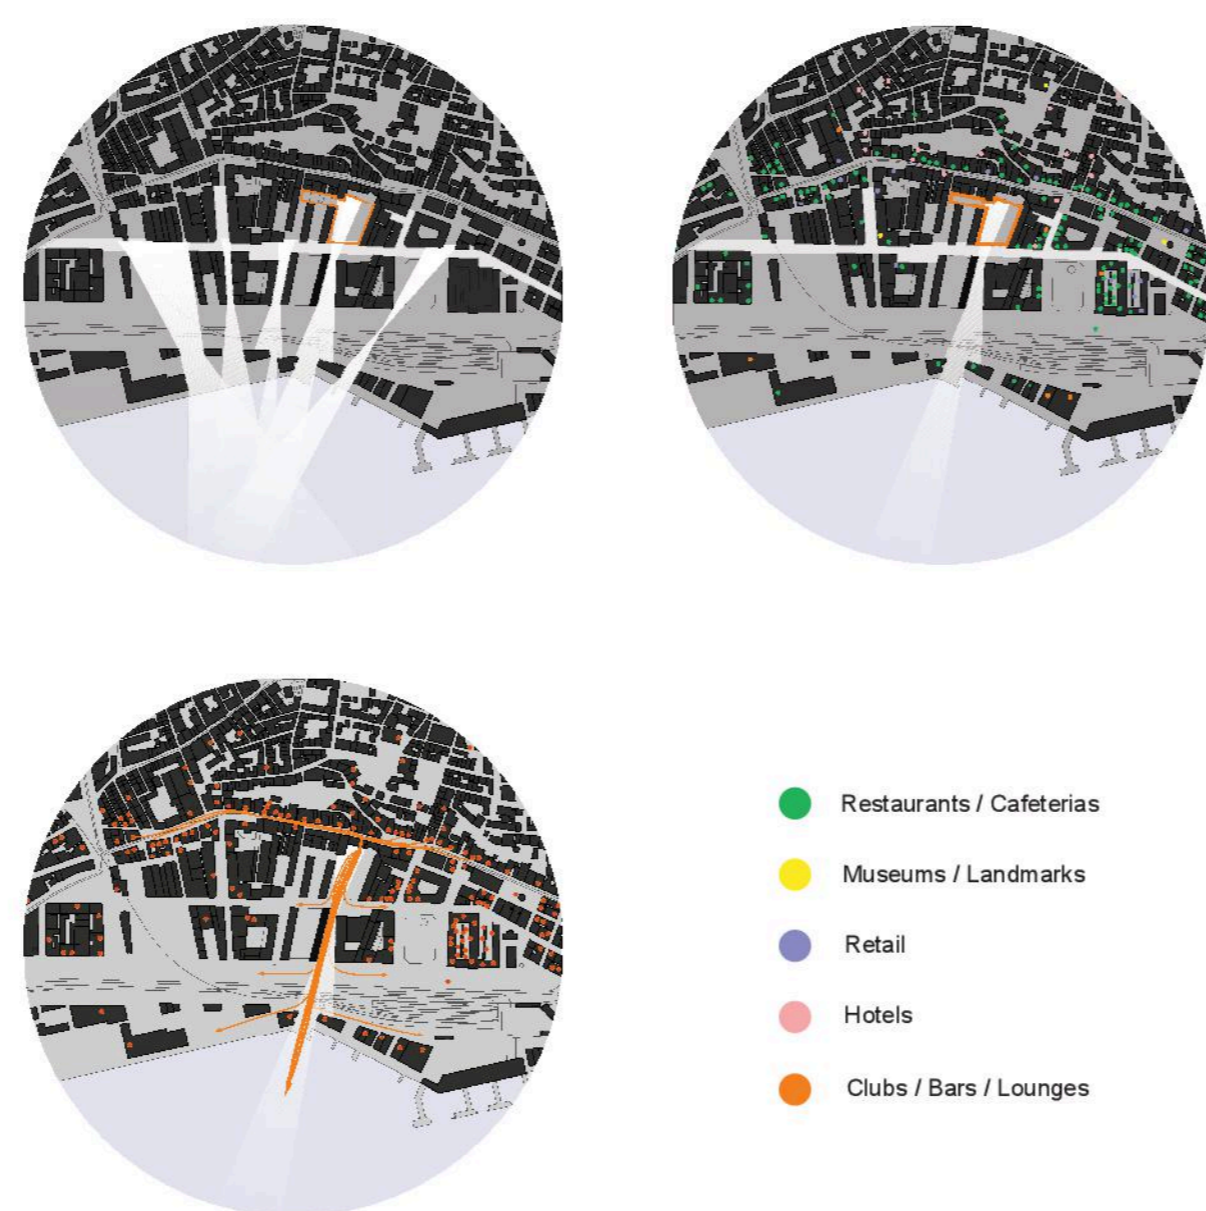 Restaurants / Cafeterias
Museums / Landmarks
Retail
Hotels
Clubs / Bars / Lounges